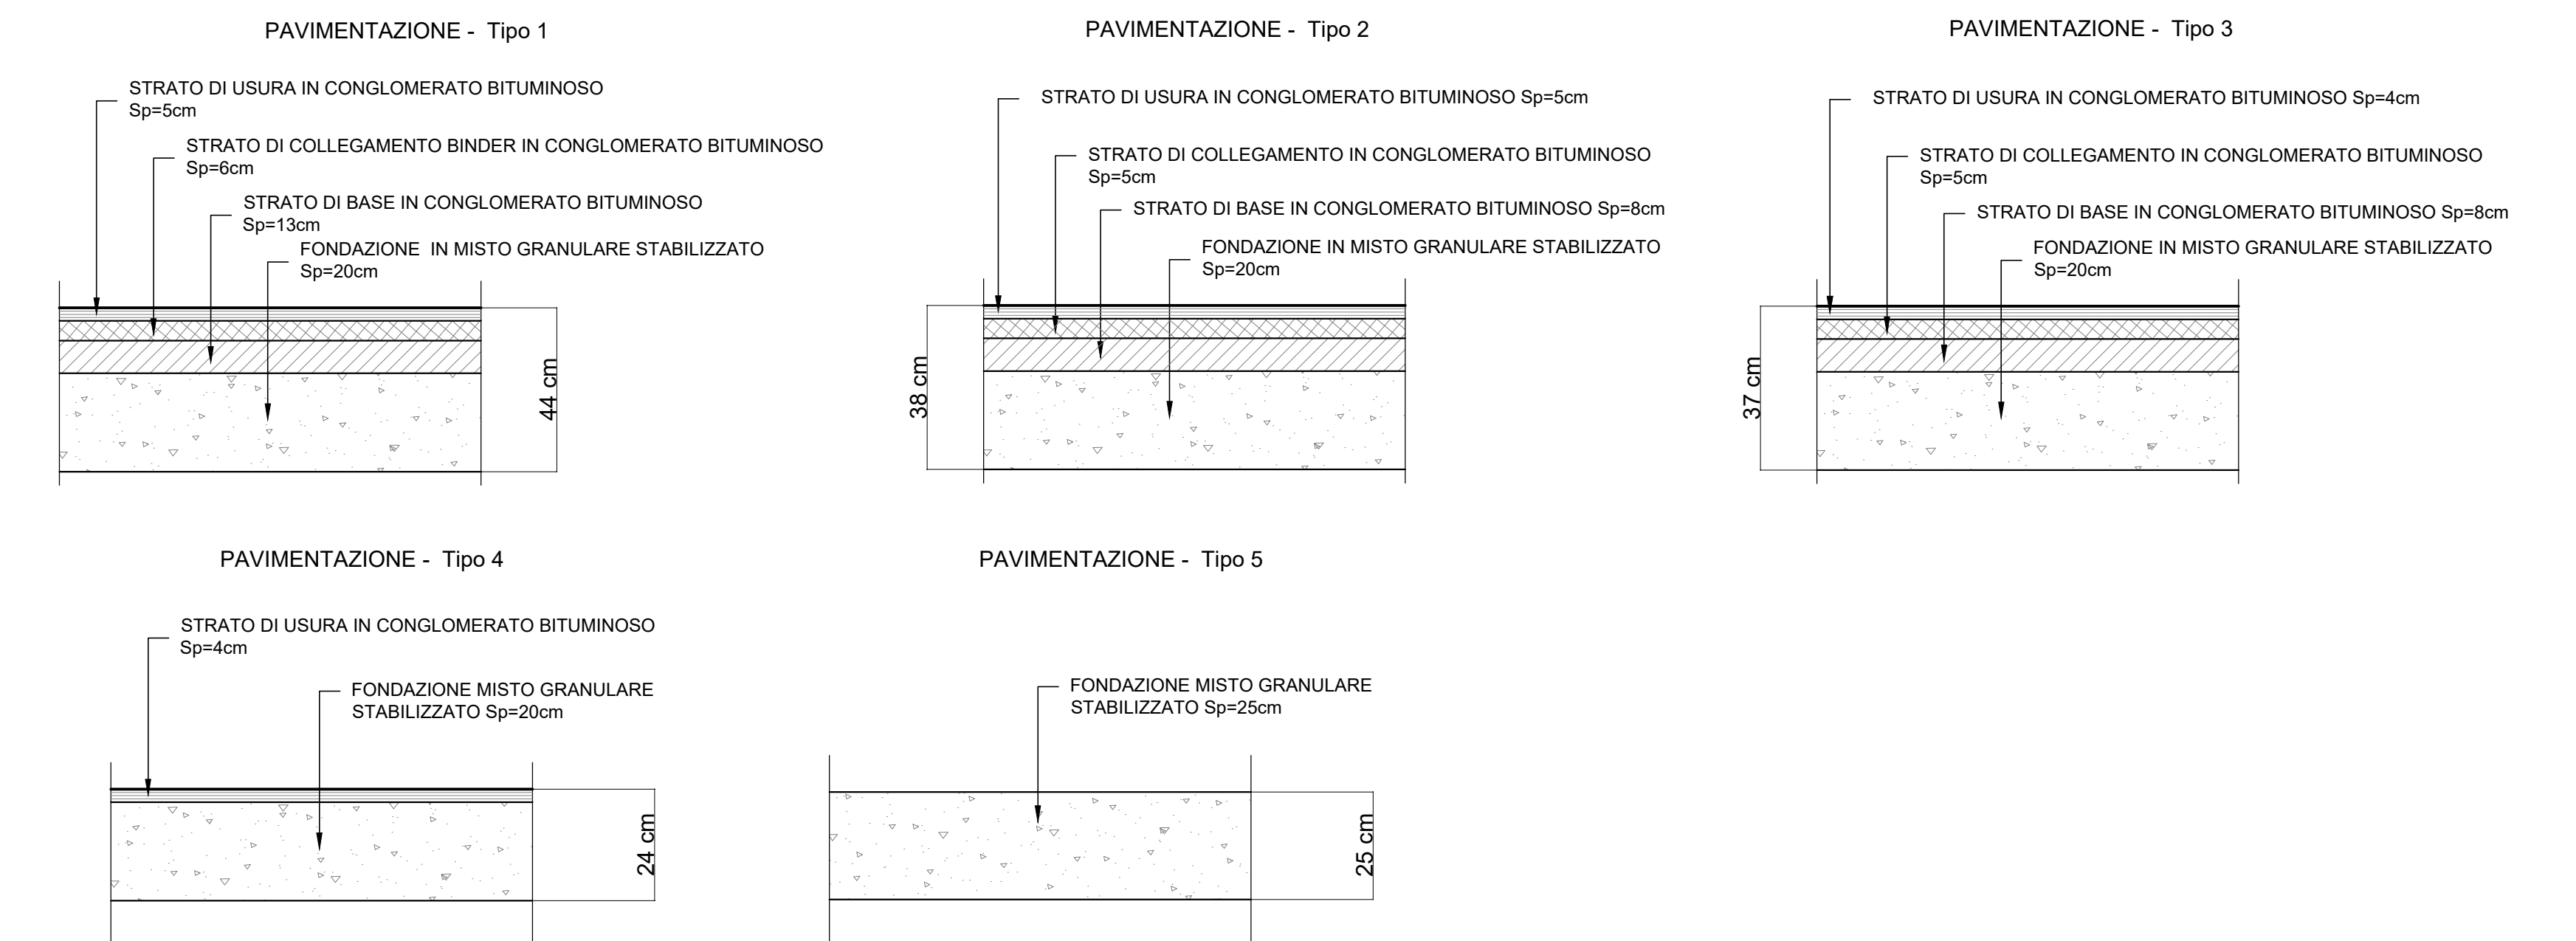 PAVIMENTAZIONE - Tipo 1
STRATO DI USURA IN CONGLOMERATO BITUMINOSO
Sp=5cm
STRATO DI COLLEGAMENTO BINDER IN CONGLOMERATO BITUMINOSO
Sp=6cm
STRATO DI BASE IN CONGLOMERATO BITUMINOSO
Sp=13cm
FONDAZIONE IN MISTO GRANULARE STABILIZZATO
Sp=20cm
44 cm
PAVIMENTAZIONE - Tipo 2
STRATO DI USURA IN CONGLOMERATO BITUMINOSO Sp=5cm
STRATO DI COLLEGAMENTO IN CONGLOMERATO BITUMINOSO
Sp=5cm
STRATO DI BASE IN CONGLOMERATO BITUMINOSO Sp=8cm
FONDAZIONE IN MISTO GRANULARE STABILIZZATO
Sp=20cm
38 cm
PAVIMENTAZIONE - Tipo 3
STRATO DI USURA IN CONGLOMERATO BITUMINOSO Sp=4cm
STRATO DI COLLEGAMENTO IN CONGLOMERATO BITUMINOSO
Sp=5cm
STRATO DI BASE IN CONGLOMERATO BITUMINOSO Sp=8cm
FONDAZIONE IN MISTO GRANULARE STABILIZZATO
Sp=20cm
37 cm
PAVIMENTAZIONE - Tipo 4
STRATO DI USURA IN CONGLOMERATO BITUMINOSO
Sp=4cm
FONDAZIONE MISTO GRANULARE
STABILIZZATO Sp=20cm
24 cm
PAVIMENTAZIONE - Tipo 5
FONDAZIONE MISTO GRANULARE
STABILIZZATO Sp=25cm
25 cm